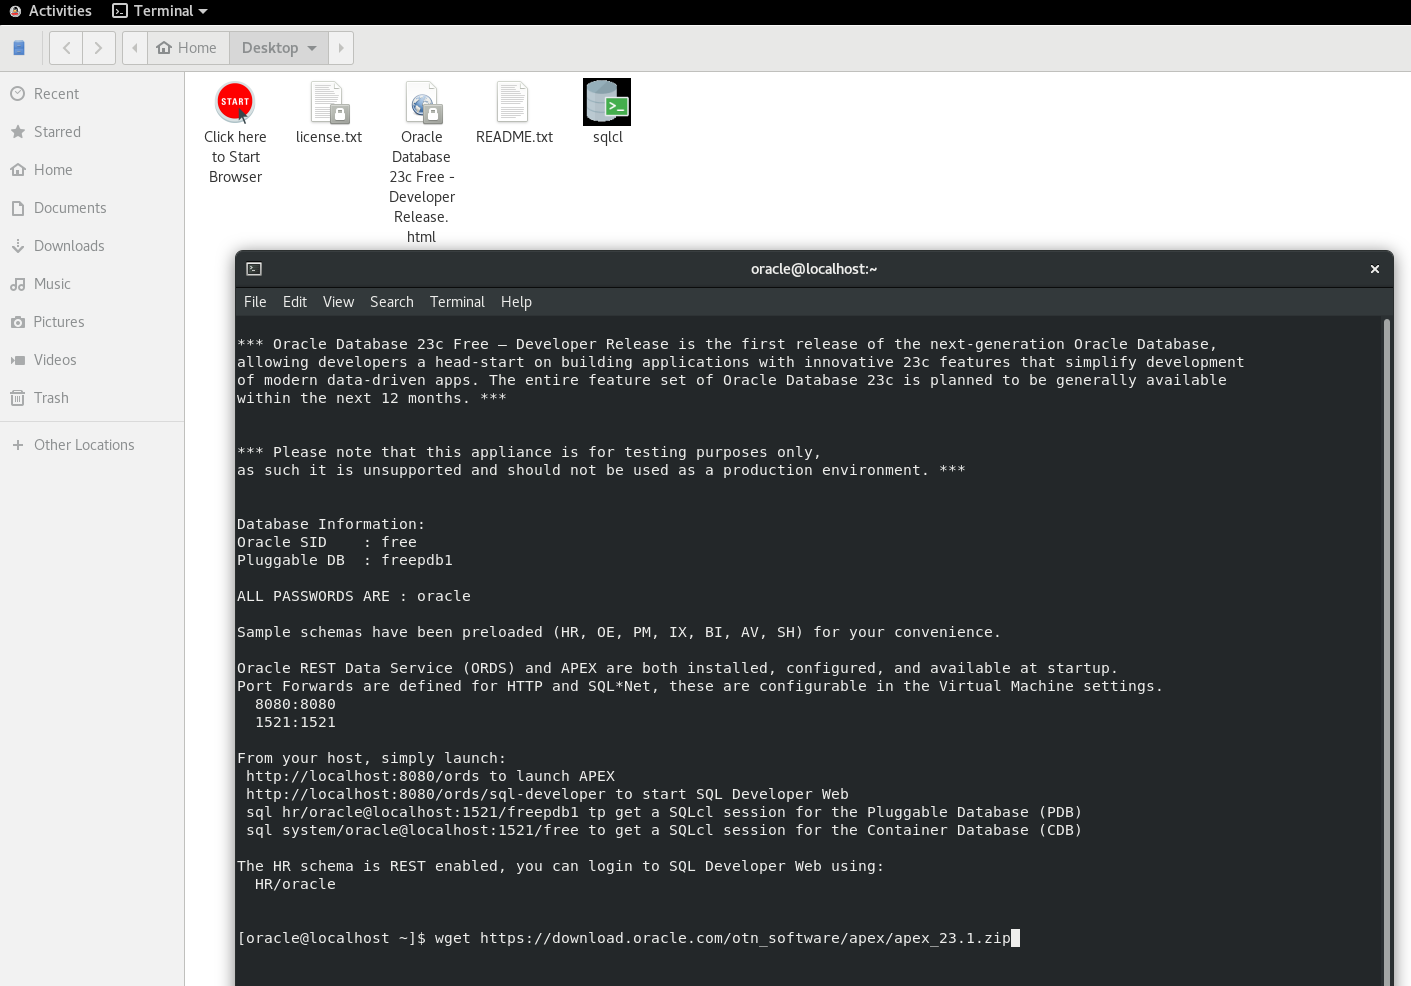 Activities Terminal
Home Desktop
Recent
Starred
Home
Documents
Downloads
Music
Pictures
Videos
Trash
Other Locations
START
Click here
to Start
Browser
license.txt
Oracle
Database
23c Free -
Developer
Release.
html
README.txt
>_
sqlcl
oracle@localhost:~
File Edit View Search Terminal Help
*** Oracle Database 23c Free – Developer Release is the first release of the next-generation Oracle Database,
allowing developers a head-start on building applications with innovative 23c features that simplify development
of modern data-driven apps. The entire feature set of Oracle Database 23c is planned to be generally available
within the next 12 months. ***
*** Please note that this appliance is for testing purposes only,
as such it is unsupported and should not be used as a production environment. ***
Database Information:
Oracle SID    : free
Pluggable DB  : freepdb1
ALL PASSWORDS ARE : oracle
Sample schemas have been preloaded (HR, OE, PM, IX, BI, AV, SH) for your convenience.
Oracle REST Data Service (ORDS) and APEX are both installed, configured, and available at startup.
Port Forwards are defined for HTTP and SQL*Net, these are configurable in the Virtual Machine settings.
8080:8080
1521:1521
From your host, simply launch:
http://localhost:8080/ords to launch APEX
http://localhost:8080/ords/sql-developer to start SQL Developer Web
sql hr/oracle@localhost:1521/freepdb1 tp get a SQLcl session for the Pluggable Database (PDB)
sql system/oracle@localhost:1521/free to get a SQLcl session for the Container Database (CDB)
The HR schema is REST enabled, you can login to SQL Developer Web using:
HR/oracle
[oracle@localhost ~]$ wget https://download.oracle.com/otn_software/apex/apex_23.1.zip